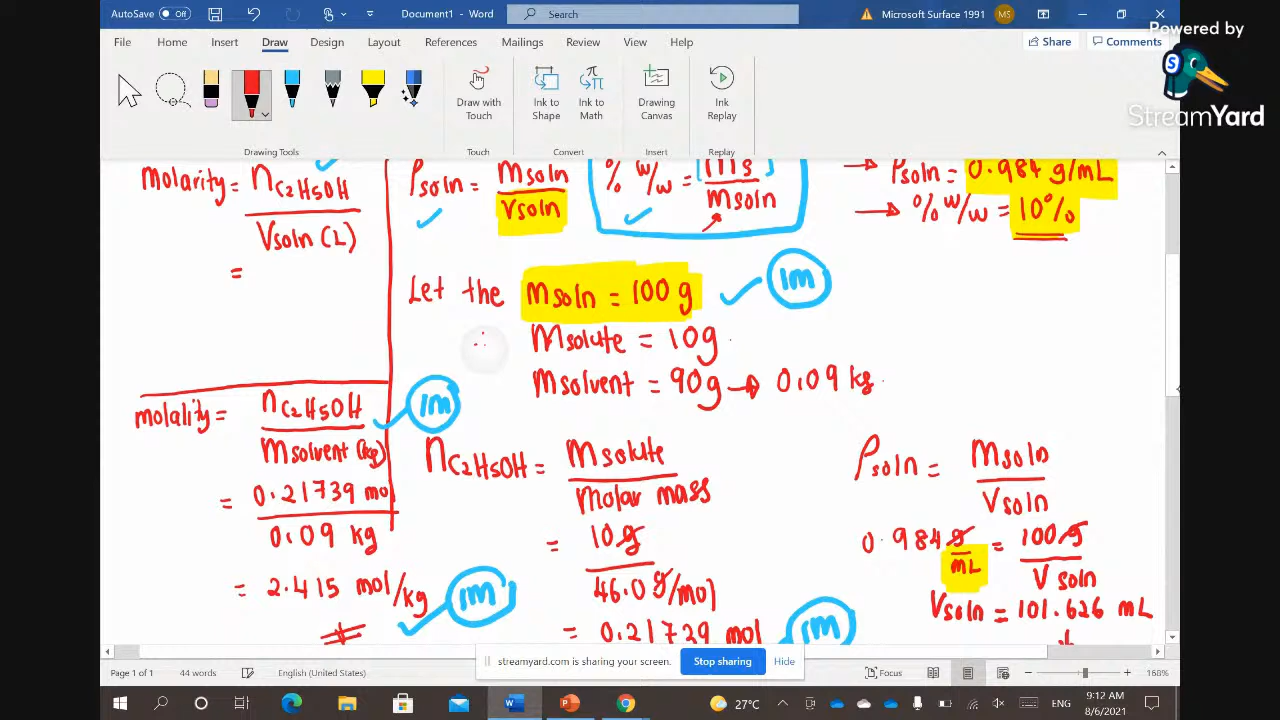 AutoSave Off Document1 - Word Search Microsoft Surface 1991 MS
Powered by
StreamYard
File Home Insert Draw Design Layout References Mailings Review View Help Share Comments
Draw with Touch Ink to Shape Ink to Math Drawing Canvas Ink Replay
Drawing Tools Touch Convert Insert Replay
Molarity = nC2H5OH
Vsoln (L)
=
ρsoln = msoln
Vsoln
% w/w = ms
msoln
→ ρsoln = 0.984 g/mL
→ % w/w = 10%
Let the msoln = 100 g 1m
Msolute = 10g
Msolvent = 90g → 0.09 kg
molality = nC2H5OH 1m
Msolvent (kg)
= 0.21739 mol
0.09 kg
= 2.415 mol/kg 1m
nC2H5OH = Msolute
Molar mass
= 10 g
46.0 g/mol
= 0.21739 mol 1m
ρsoln = Msoln
Vsoln
0.984 g = 100 g
mL Vsoln
Vsoln = 101.626 mL
streamyard.com is sharing your screen. Stop sharing Hide
Page 1 of 1 44 words English (United States) Focus 168%
27°C ENG 9:12 AM
8/6/2021